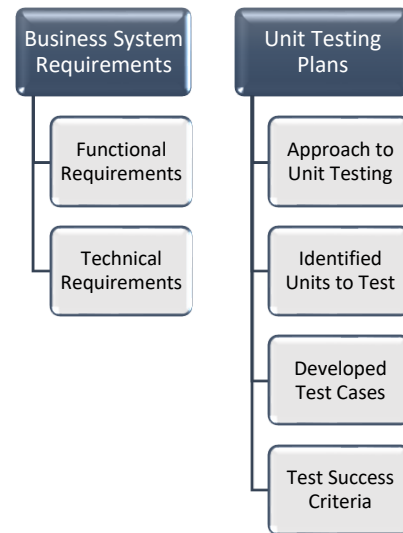 Business System
Requirements
Functional
Requirements
Technical
Requirements
Unit Testing
Plans
Approach to
Unit Testing
Identified
Units to Test
Developed
Test Cases
Test Success
Criteria